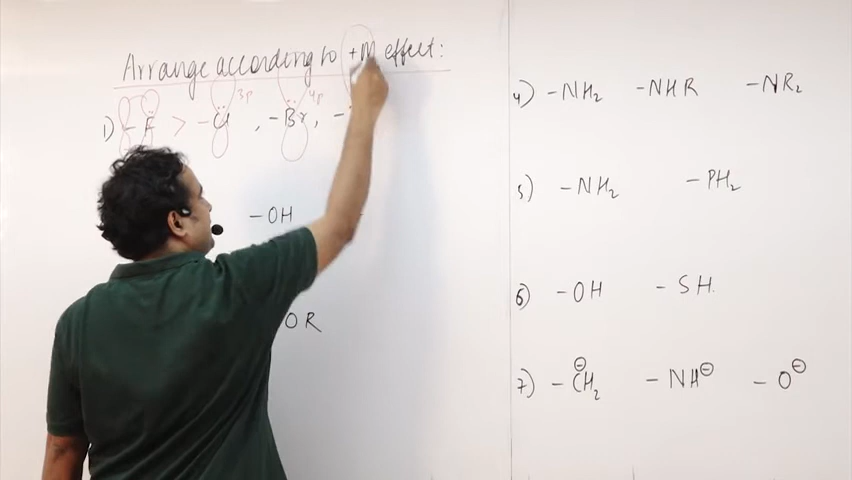 Arrange according to +M effect:
1) -F > -Cl, -Br, -
3p
4p
-OH
OR
4) -NH₂ -NHR -NR₂
5) -NH₂ -PH₂
6) -OH -SH
7) -C⊖H₂ -NH⊖ -O⊖